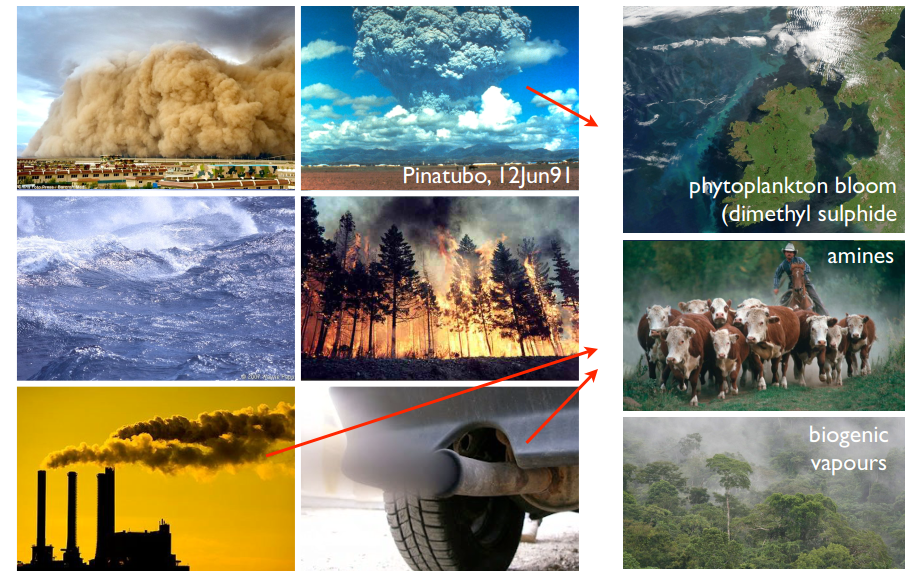 Pinatubo, 12Jun91
phytoplankton bloom
(dimethyl sulphide
amines
biogenic
vapours